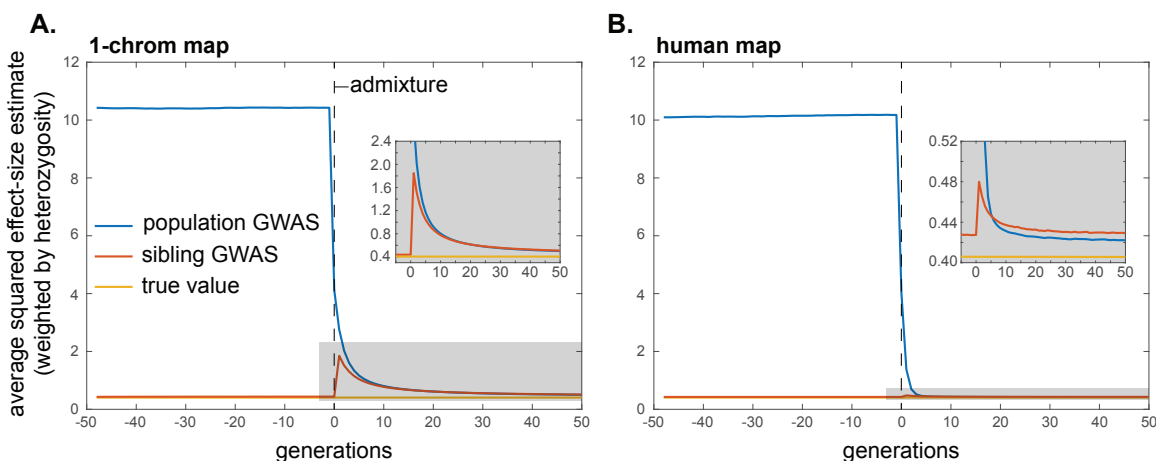 A.
1-chrom map
average squared effect-size estimate
(weighted by heterozygosity)
12
10
8
6
4
2
0
-50 -40 -30 -20 -10 0 10 20 30 40 50
generations
admixture
population GWAS
sibling GWAS
true value
2.4
2.0
1.6
1.2
0.8
0.4
0 10 20 30 40 50
B.
human map
12
10
8
6
4
2
0
-50 -40 -30 -20 -10 0 10 20 30 40 50
generations
0.52
0.48
0.44
0.40
0 10 20 30 40 50